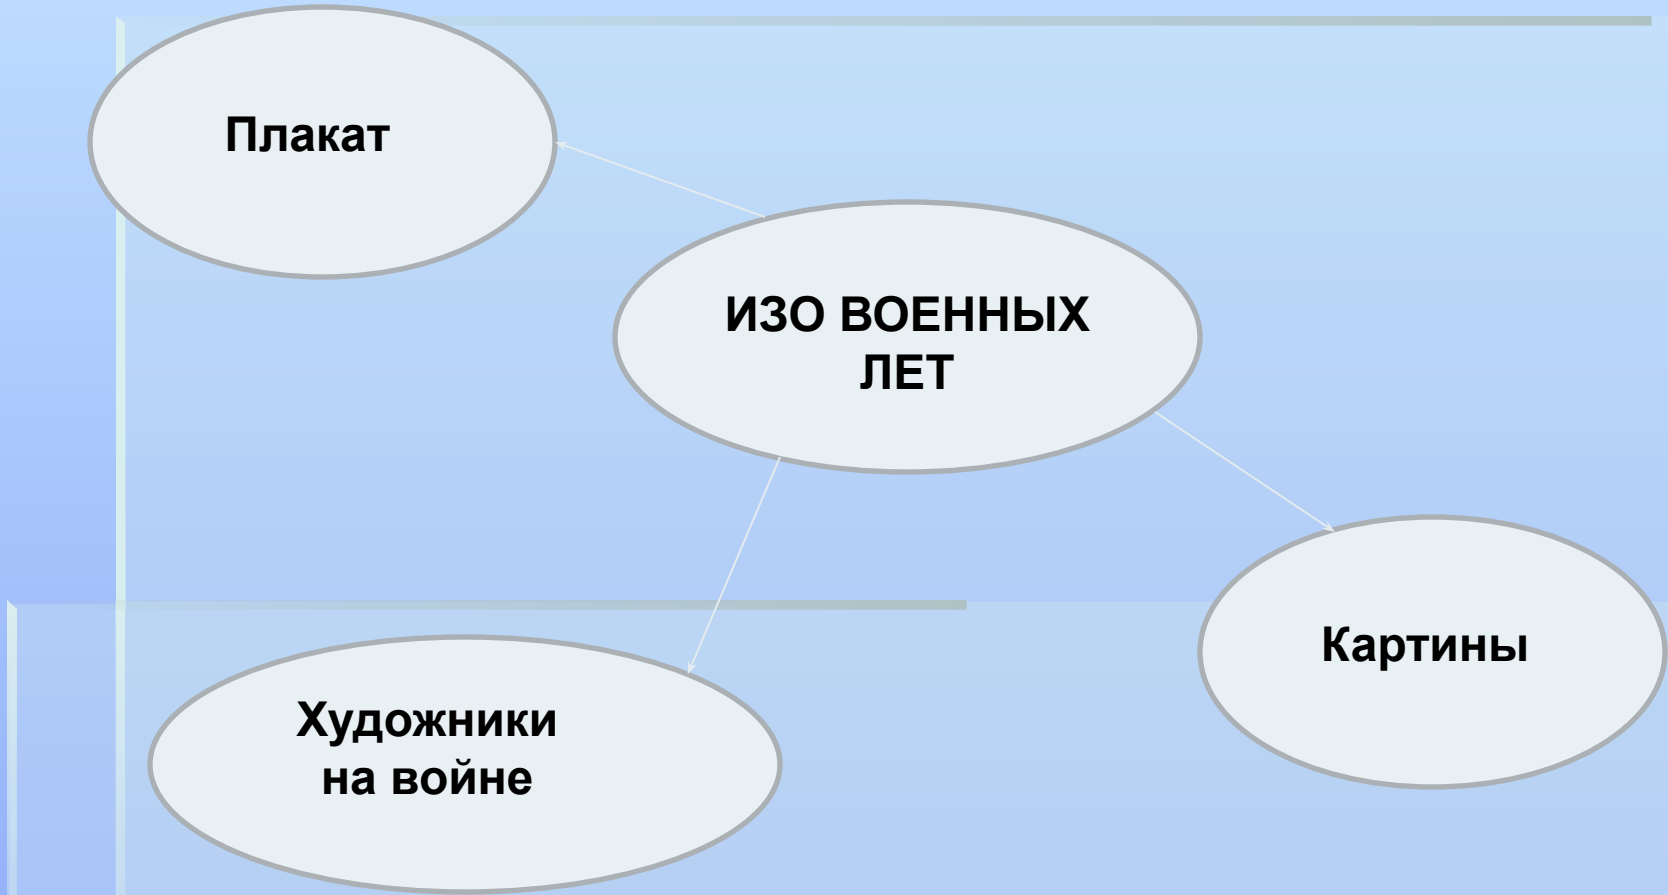 Плакат
ИЗО ВОЕННЫХ
ЛЕТ
Картины
Художники
на войне